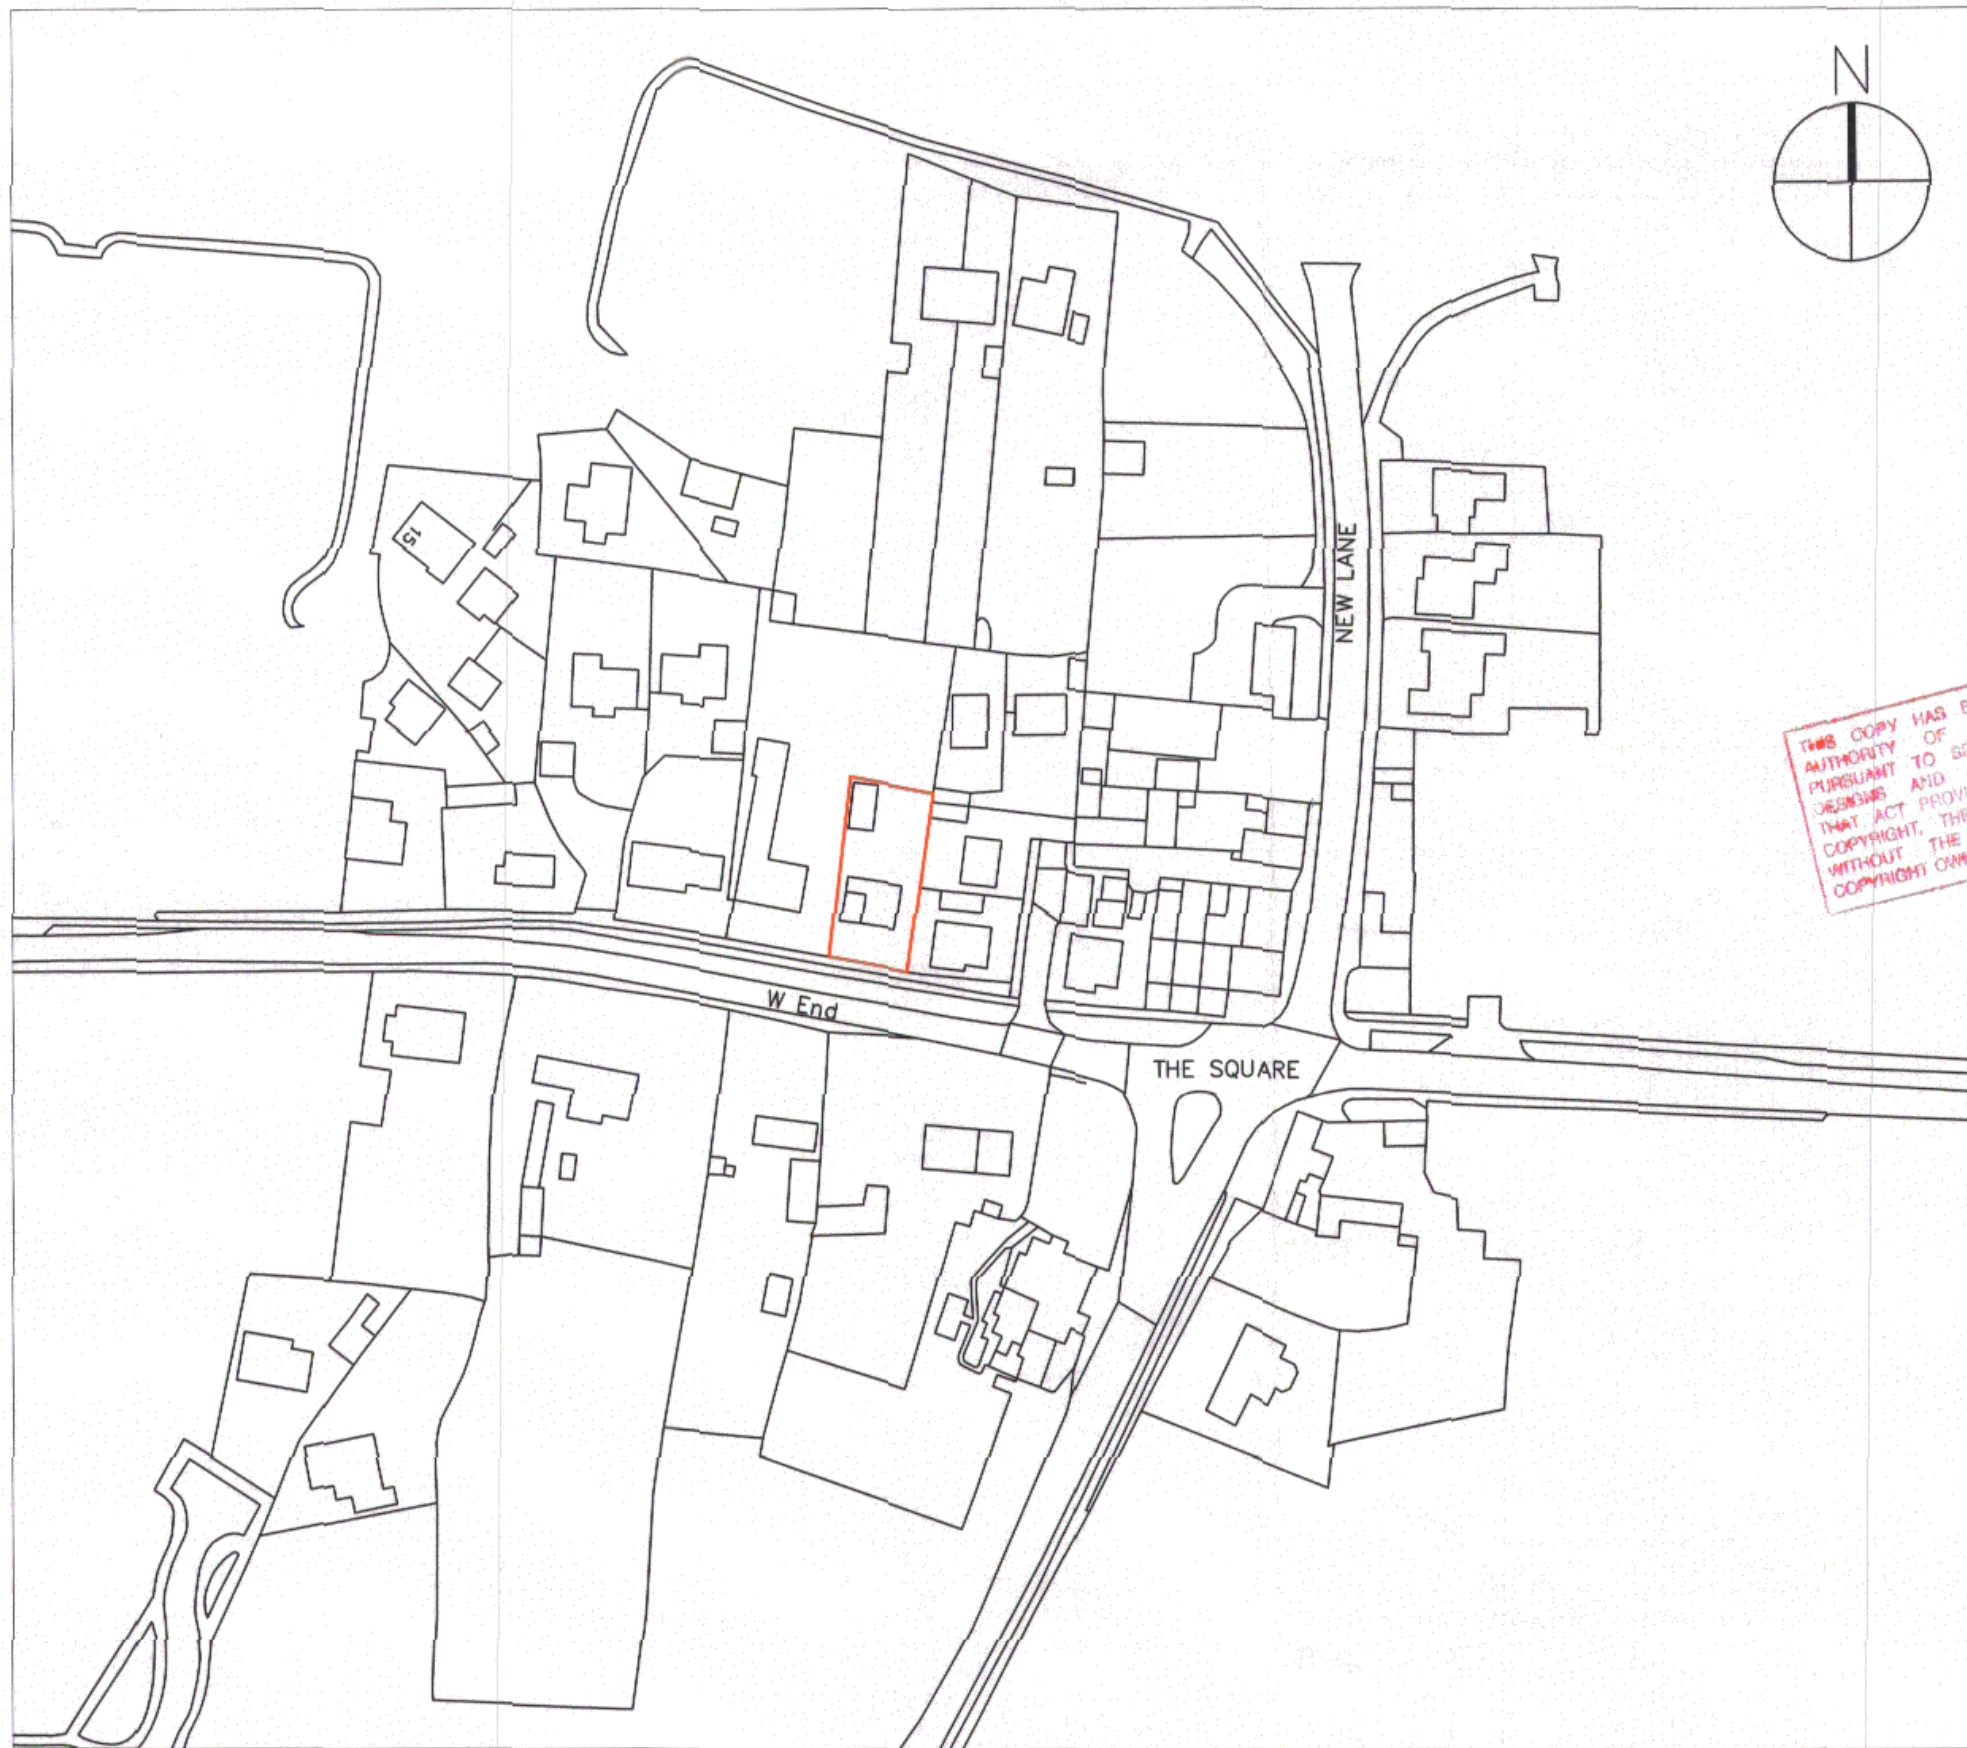 N
15
NEW LANE
W End
THE SQUARE
THIS COPY HAS
AUTHORITY OF
PURSUANT TO
DESIGNS AND
THAT ACT
COPYRIGHT, THE
WITHOUT THE
COPYRIGHT